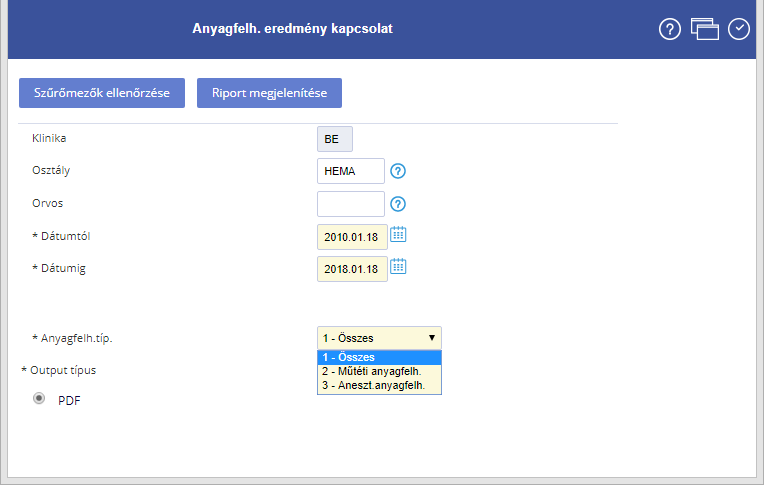 Anyagfelh. eredmény kapcsolat
Szűrőmezők ellenőrzése Riport megjelenítése
Klinika BE
Osztály HEMA
Orvos
* Dátumtól 2010.01.18
* Dátumig 2018.01.18
* Anyagfelh.típ. 1 - Összes
1 - Összes
2 - Műtéti anyagfelh.
3 - Aneszt.anyagfelh.
* Output típus
PDF